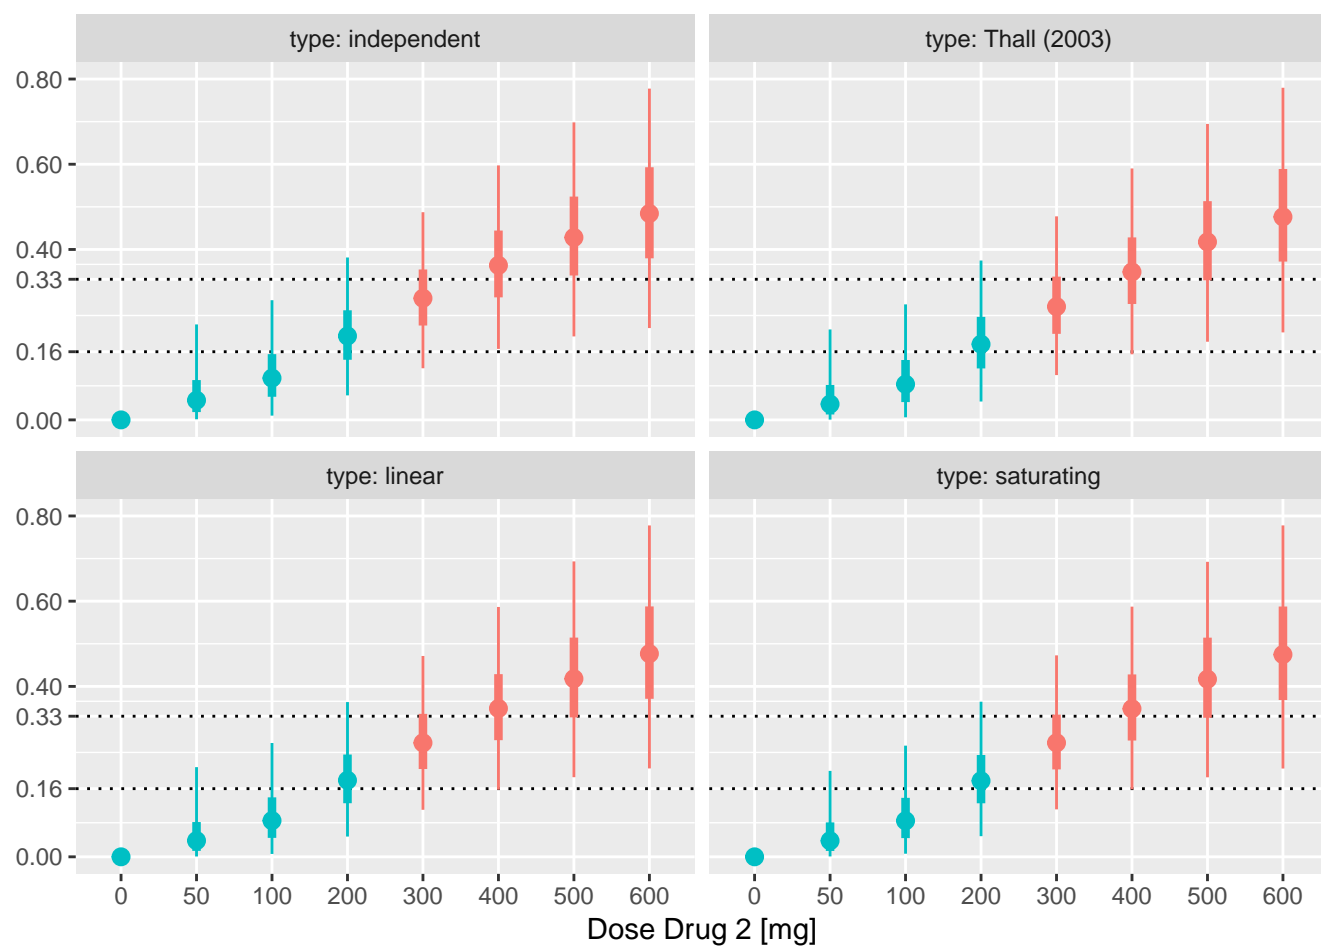 type: independent
type: Thall (2003)
0.80
0.60
0.40
0.33
0.16
0.00
type: linear
type: saturating
0.80
0.60
0.40
0.33
0.16
0.00
0 50 100 200 300 400 500 600
0 50 100 200 300 400 500 600
Dose Drug 2 [mg]